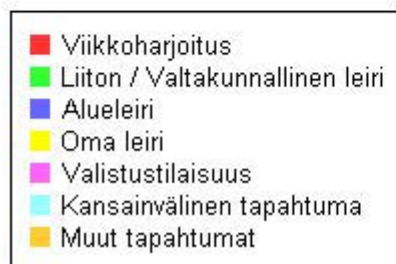 Viikkoharjoitus
Liiton / Valtakunnallinen leiri
Alueleiri
Oma leiri
Valistustilaisuus
Kansainvälinen tapahtuma
Muut tapahtumat